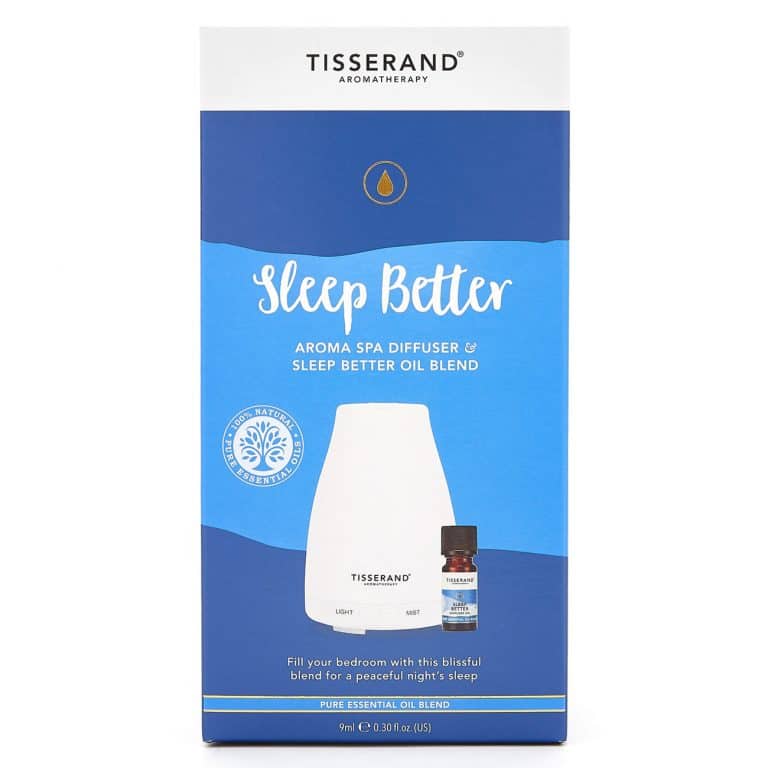 TISSERAND®
AROMATHERAPY
Sleep Better
AROMA SPA DIFFUSER &
SLEEP BETTER OIL BLEND
100% NATURAL
PURE ESSENTIAL OILS
TISSERAND®
AROMATHERAPY
LIGHT
MIST
TISSERAND®
AROMATHERAPY
SLEEP
BETTER
Fill your bedroom with this blissful
blend for a peaceful night's sleep
PURE ESSENTIAL OIL BLEND
9ml ℮ 0.30 fl.oz. (US)